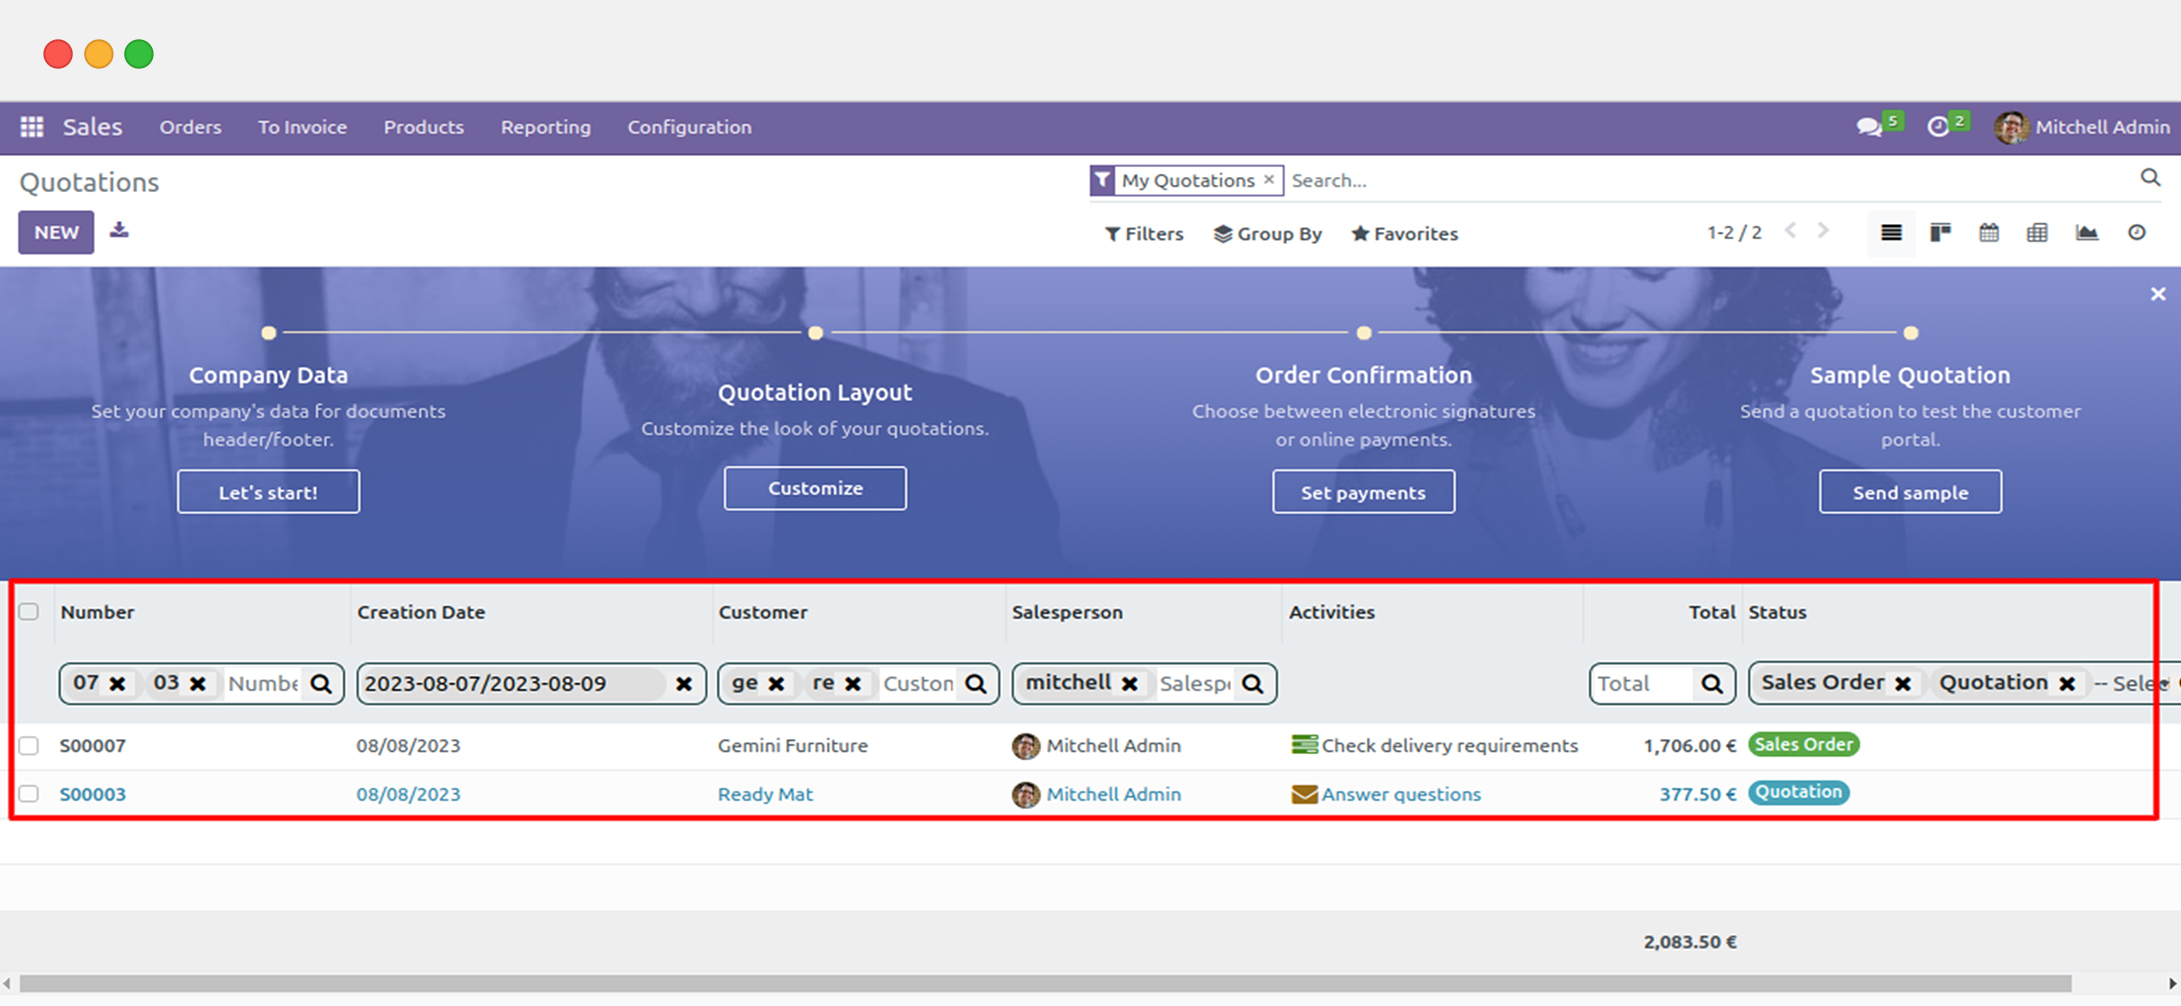 Sales Orders To Invoice Products Reporting Configuration 5 2 Mitchell Admin
Quotations
My Quotations × Search...
NEW
Filters Group By Favorites 1-2 / 2
Company Data
Set your company's data for documents
header/footer.
Let's start!
Quotation Layout
Customize the look of your quotations.
Customize
Order Confirmation
Choose between electronic signatures
or online payments.
Set payments
Sample Quotation
Send a quotation to test the customer
portal.
Send sample
Number Creation Date Customer Salesperson Activities Total Status
07 03 Numbe 2023-08-07/2023-08-09 ge re Custon mitchell Salesp Total Sales Order Quotation -- Sele
S00007 08/08/2023 Gemini Furniture Mitchell Admin Check delivery requirements 1,706.00 € Sales Order
S00003 08/08/2023 Ready Mat Mitchell Admin Answer questions 377.50 € Quotation
2,083.50 €